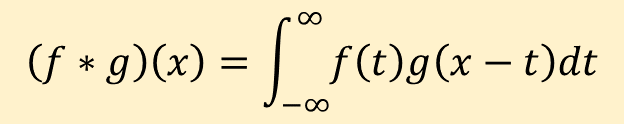 (f ∗ g)(x) = ∫_{−∞}^{∞} f(t)g(x − t)dt